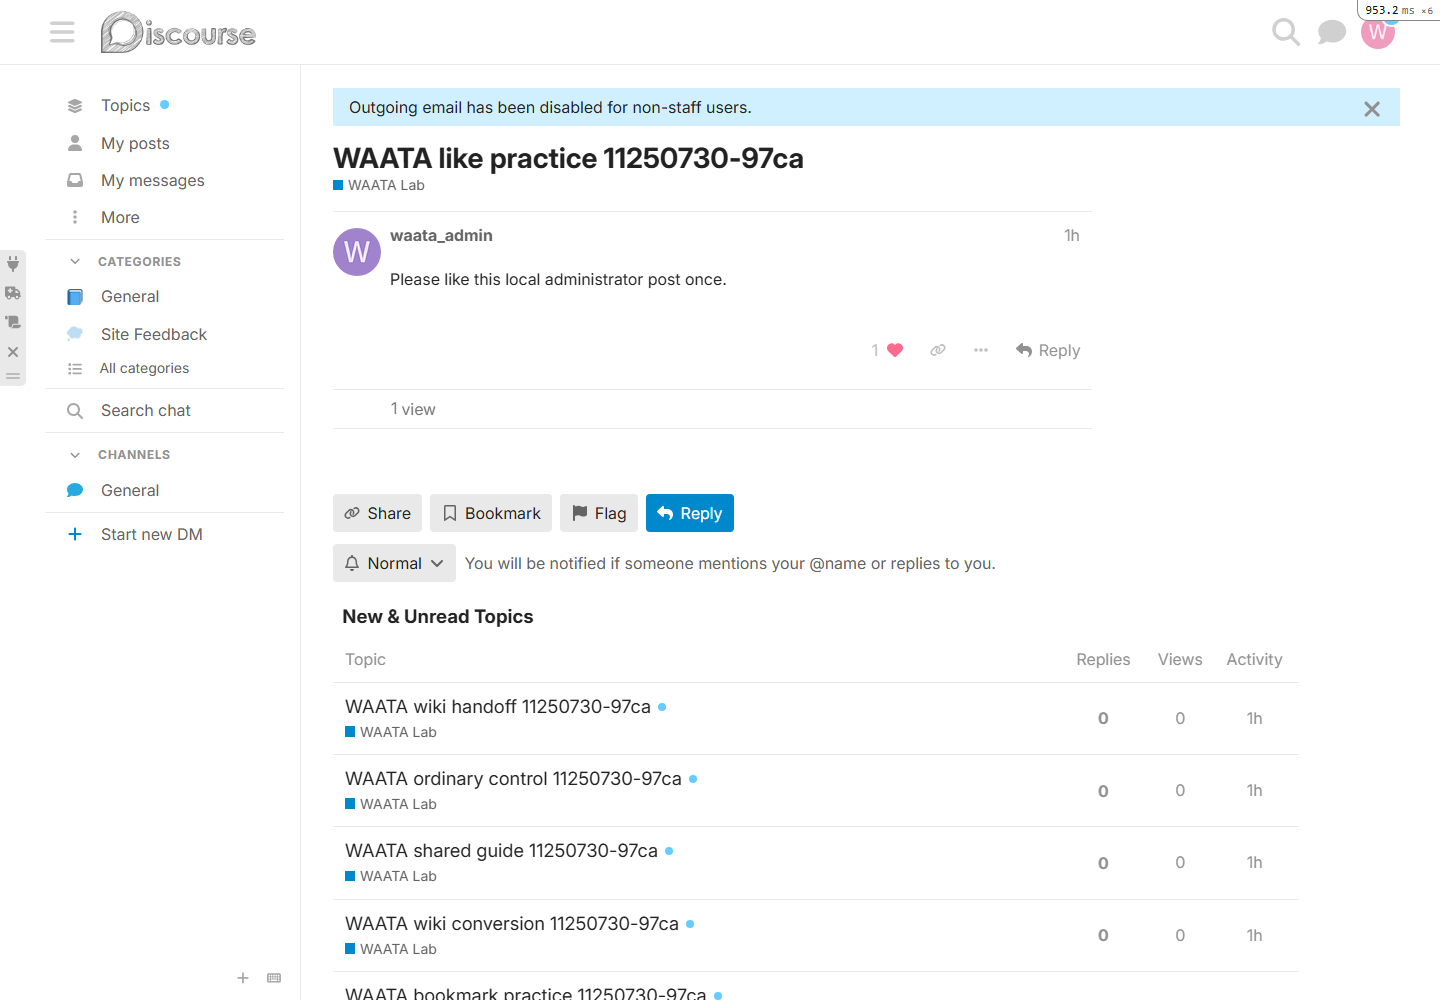 953.2 ms ×6
Discourse
W
Topics
My posts
My messages
More
CATEGORIES
General
Site Feedback
All categories
Search chat
CHANNELS
General
Start new DM
Outgoing email has been disabled for non-staff users.
WAATA like practice 11250730-97ca
WAATA Lab
W
waata_admin 1h
Please like this local administrator post once.
1 Reply
1 view
Share Bookmark Flag Reply
Normal You will be notified if someone mentions your @name or replies to you.
New & Unread Topics
Topic Replies Views Activity
WAATA wiki handoff 11250730-97ca
WAATA Lab
0 0 1h
WAATA ordinary control 11250730-97ca
WAATA Lab
0 0 1h
WAATA shared guide 11250730-97ca
WAATA Lab
0 0 1h
WAATA wiki conversion 11250730-97ca
WAATA Lab
0 0 1h
WAATA bookmark practice 11250730-97ca